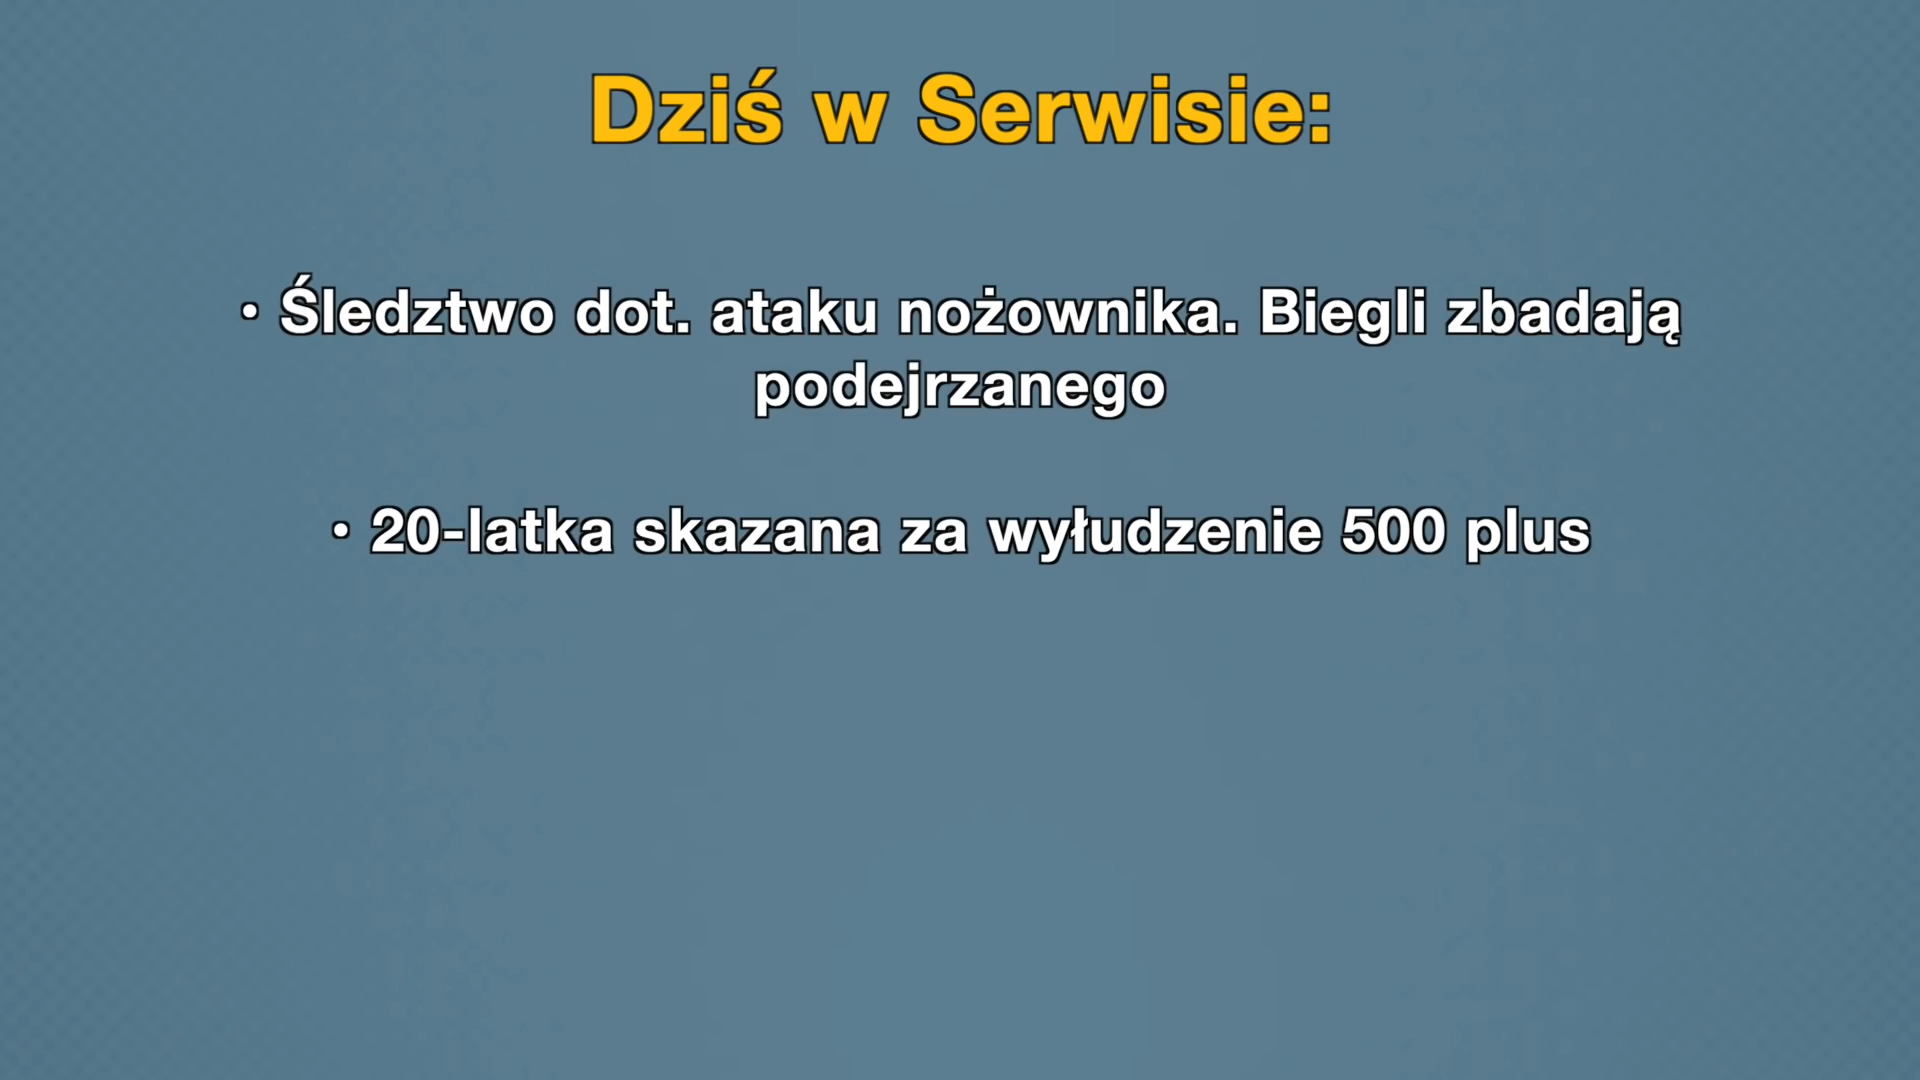 Dziś w Serwisie:
• Śledztwo dot. ataku nożownika. Biegli zbadają
podejrzanego
• 20-latka skazana za wyłudzenie 500 plus